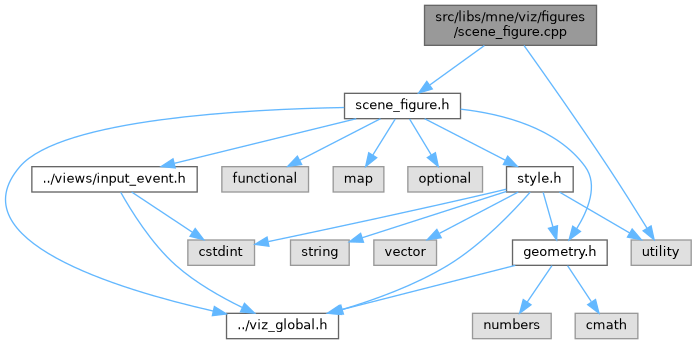 src/libs/mne/viz/figures
/scene_figure.cpp
scene_figure.h
../views/input_event.h
functional
map
optional
style.h
cstdint
string
vector
geometry.h
utility
../viz_global.h
numbers
cmath